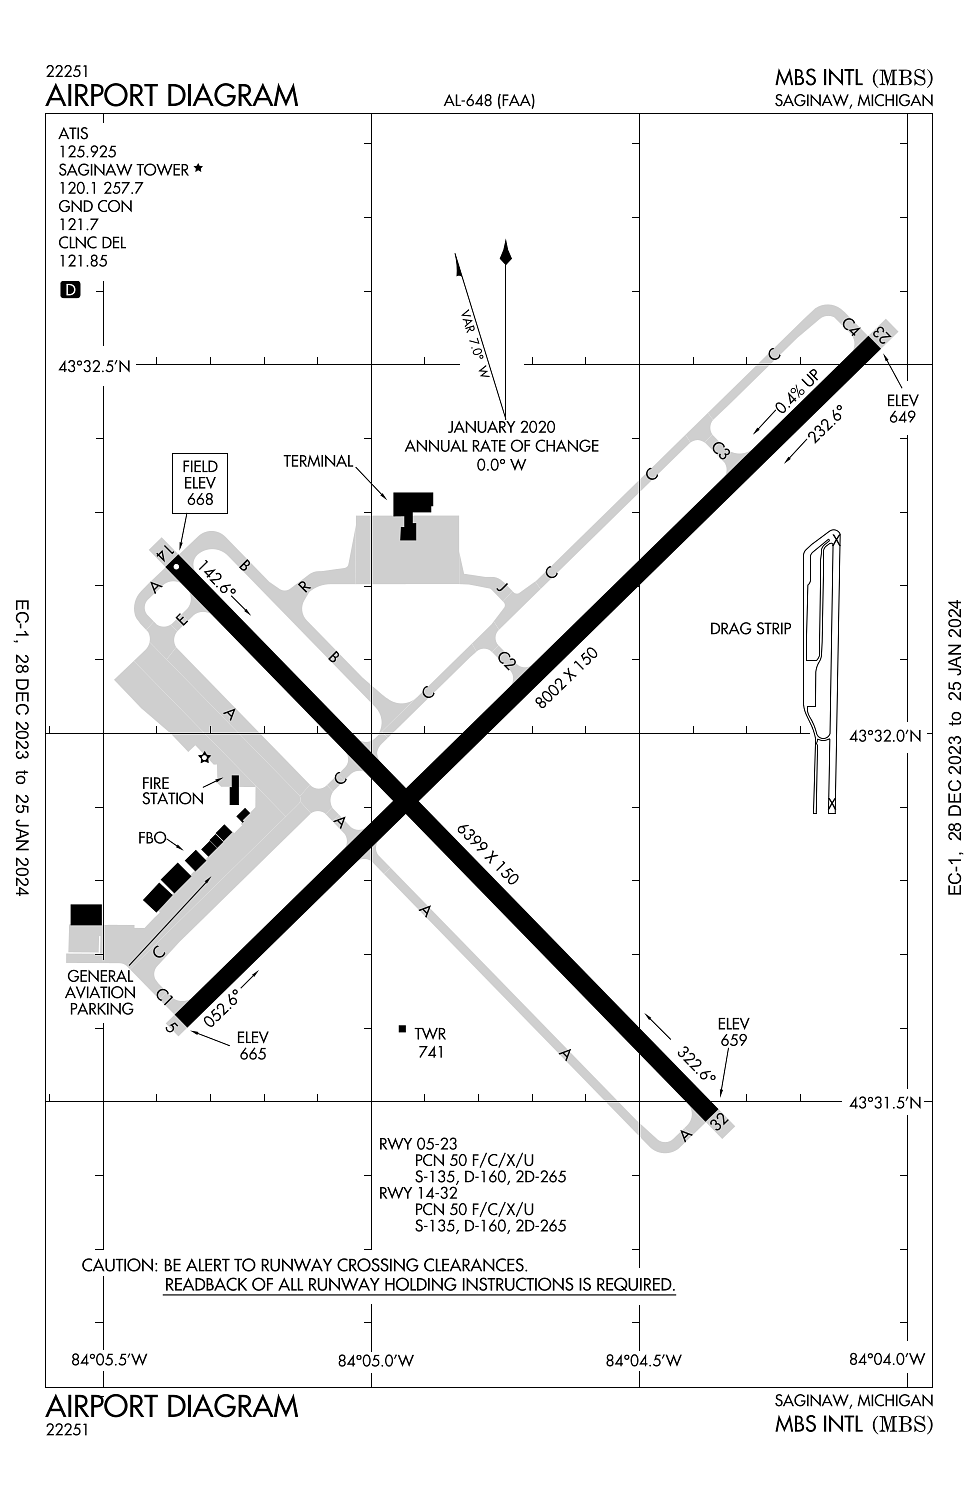 22251
AIRPORT DIAGRAM
AL-648 (FAA)
MBS INTL (MBS)
SAGINAW, MICHIGAN
ATIS
125.925
SAGINAW TOWER ★
120.1 257.7
GND CON
121.7
CLNC DEL
121.85
D
VAR 7.0° W
JANUARY 2020
ANNUAL RATE OF CHANGE
0.0° W
43°32.5'N
C4
23
C
0.4% UP
232.6°
ELEV
649
C3
C
TERMINAL
FIELD
ELEV
668
14
142.6°
B
R
J
C
A
E
X
DRAG STRIP
B
C2
C
8002 X 150
A
43°32.0'N
C
FIRE
STATION
A
X
FBO
6399 X 150
A
C
C1
5
052.6°
GENERAL
AVIATION
PARKING
ELEV
665
TWR
741
A
322.6°
ELEV
659
A
32
43°31.5'N
RWY 05-23
PCN 50 F/C/X/U
S-135, D-160, 2D-265
RWY 14-32
PCN 50 F/C/X/U
S-135, D-160, 2D-265
CAUTION: BE ALERT TO RUNWAY CROSSING CLEARANCES.
READBACK OF ALL RUNWAY HOLDING INSTRUCTIONS IS REQUIRED.
84°05.5'W
84°05.0'W
84°04.5'W
84°04.0'W
EC-1, 28 DEC 2023 to 25 JAN 2024
EC-1, 28 DEC 2023 to 25 JAN 2024
AIRPORT DIAGRAM
22251
SAGINAW, MICHIGAN
MBS INTL (MBS)